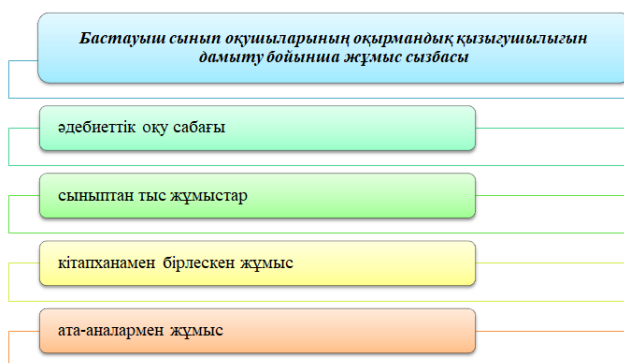 Бастауыш сынып оқушыларының оқырмандық қызығушылығын
дамыту бойынша жұмыс сызбасы
әдебиеттік оқу сабағы
сыныптан тыс жұмыстар
кітапханамен бірлескен жұмыс
ата-аналармен жұмыс